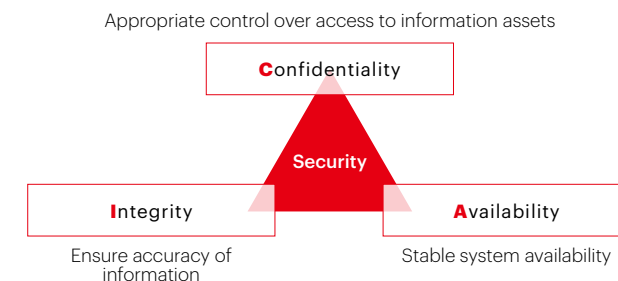 Appropriate control over access to information assets
Confidentiality
Security
Integrity
Availability
Ensure accuracy of
information
Stable system availability